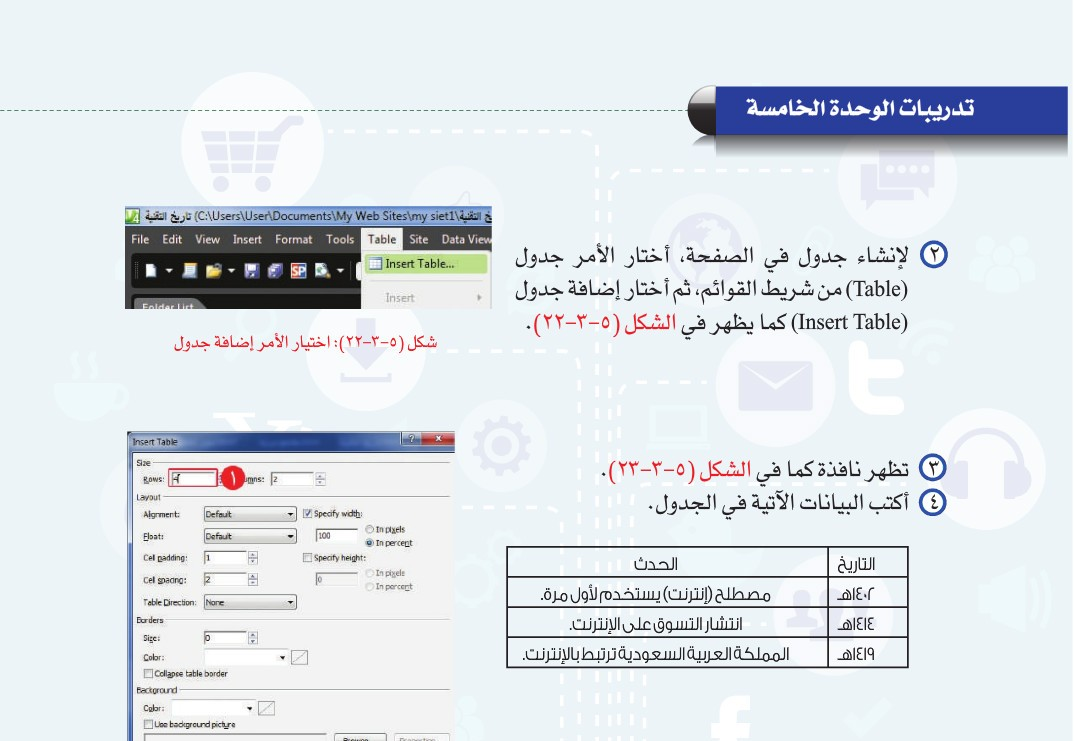 تدريبات الوحدة الخامسة
٢ لإنشاء جدول في الصفحة، أختار الأمر جدول
(Table) من شريط القوائم، ثم أختار إضافة جدول
(Insert Table) كما يظهر في الشكل (٥-٣-٢٢).
تاريخ التقنية (C:\Users\User\Documents\My Web Sites\my siet1\
File Edit View Insert Format Tools Table Site Data View
Insert Table...
Insert
Folder List
شكل (٥-٣-٢٢): اختيار الأمر إضافة جدول
٣ تظهر نافذة كما في الشكل (٥-٣-٢٣).
٤ أكتب البيانات الآتية في الجدول.
التاريخ الحدث
١٤٠٢هـ مصطلح (إنترنت) يستخدم لأول مرة.
١٤١٤هـ انتشار التسوق على الإنترنت.
١٤١٩هـ المملكة العربية السعودية ترتبط بالإنترنت.
Insert Table
Size
Rows: 4 ١ umns: 2
Layout
Alignment: Default Specify width:
Float: Default 100 In pixels
In percent
Cell padding: 1 Specify height:
Cell spacing: 2 0 In pixels
In percent
Table Direction: None
Borders
Size: 0
Color:
Collapse table border
Background
Color:
Use background picture
Browse... Properties...